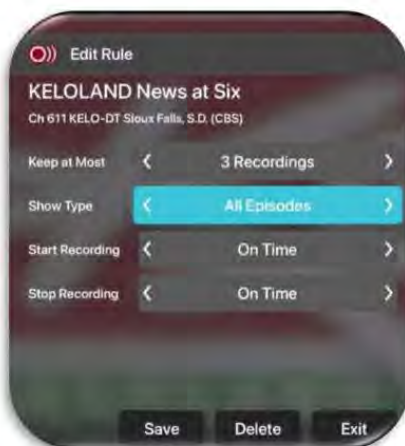 Edit Rule
KELOLAND News at Six
Ch 611 KELO-DT Sioux Falls, S.D. (CBS)
Keep at Most < 3 Recordings >
Show Type < All Episodes >
Start Recording < On Time >
Stop Recording < On Time >
Save Delete Exit